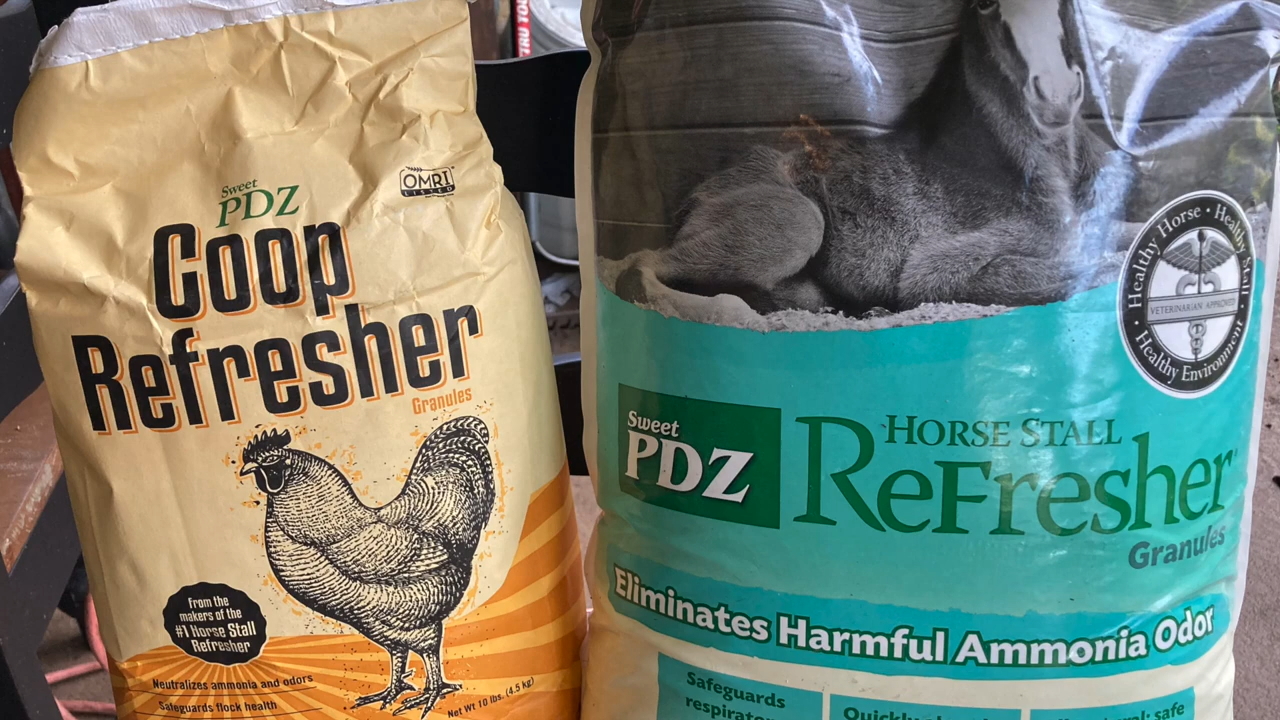 Sweet
PDZ
OMRI
LISTED
Coop
Refresher
Granules
From the
makers of the
#1 Horse Stall
Refresher
Neutralizes ammonia and odors
Safeguards flock health
Net Wt 10 lbs. (4.5 kg)
Healthy Horse • Healthy Stall • Healthy Environment •
VETERINARIAN APPROVED
Sweet
PDZ
HORSE STALL
ReFresher
Granules
Eliminates Harmful Ammonia Odor
Safeguards
safe